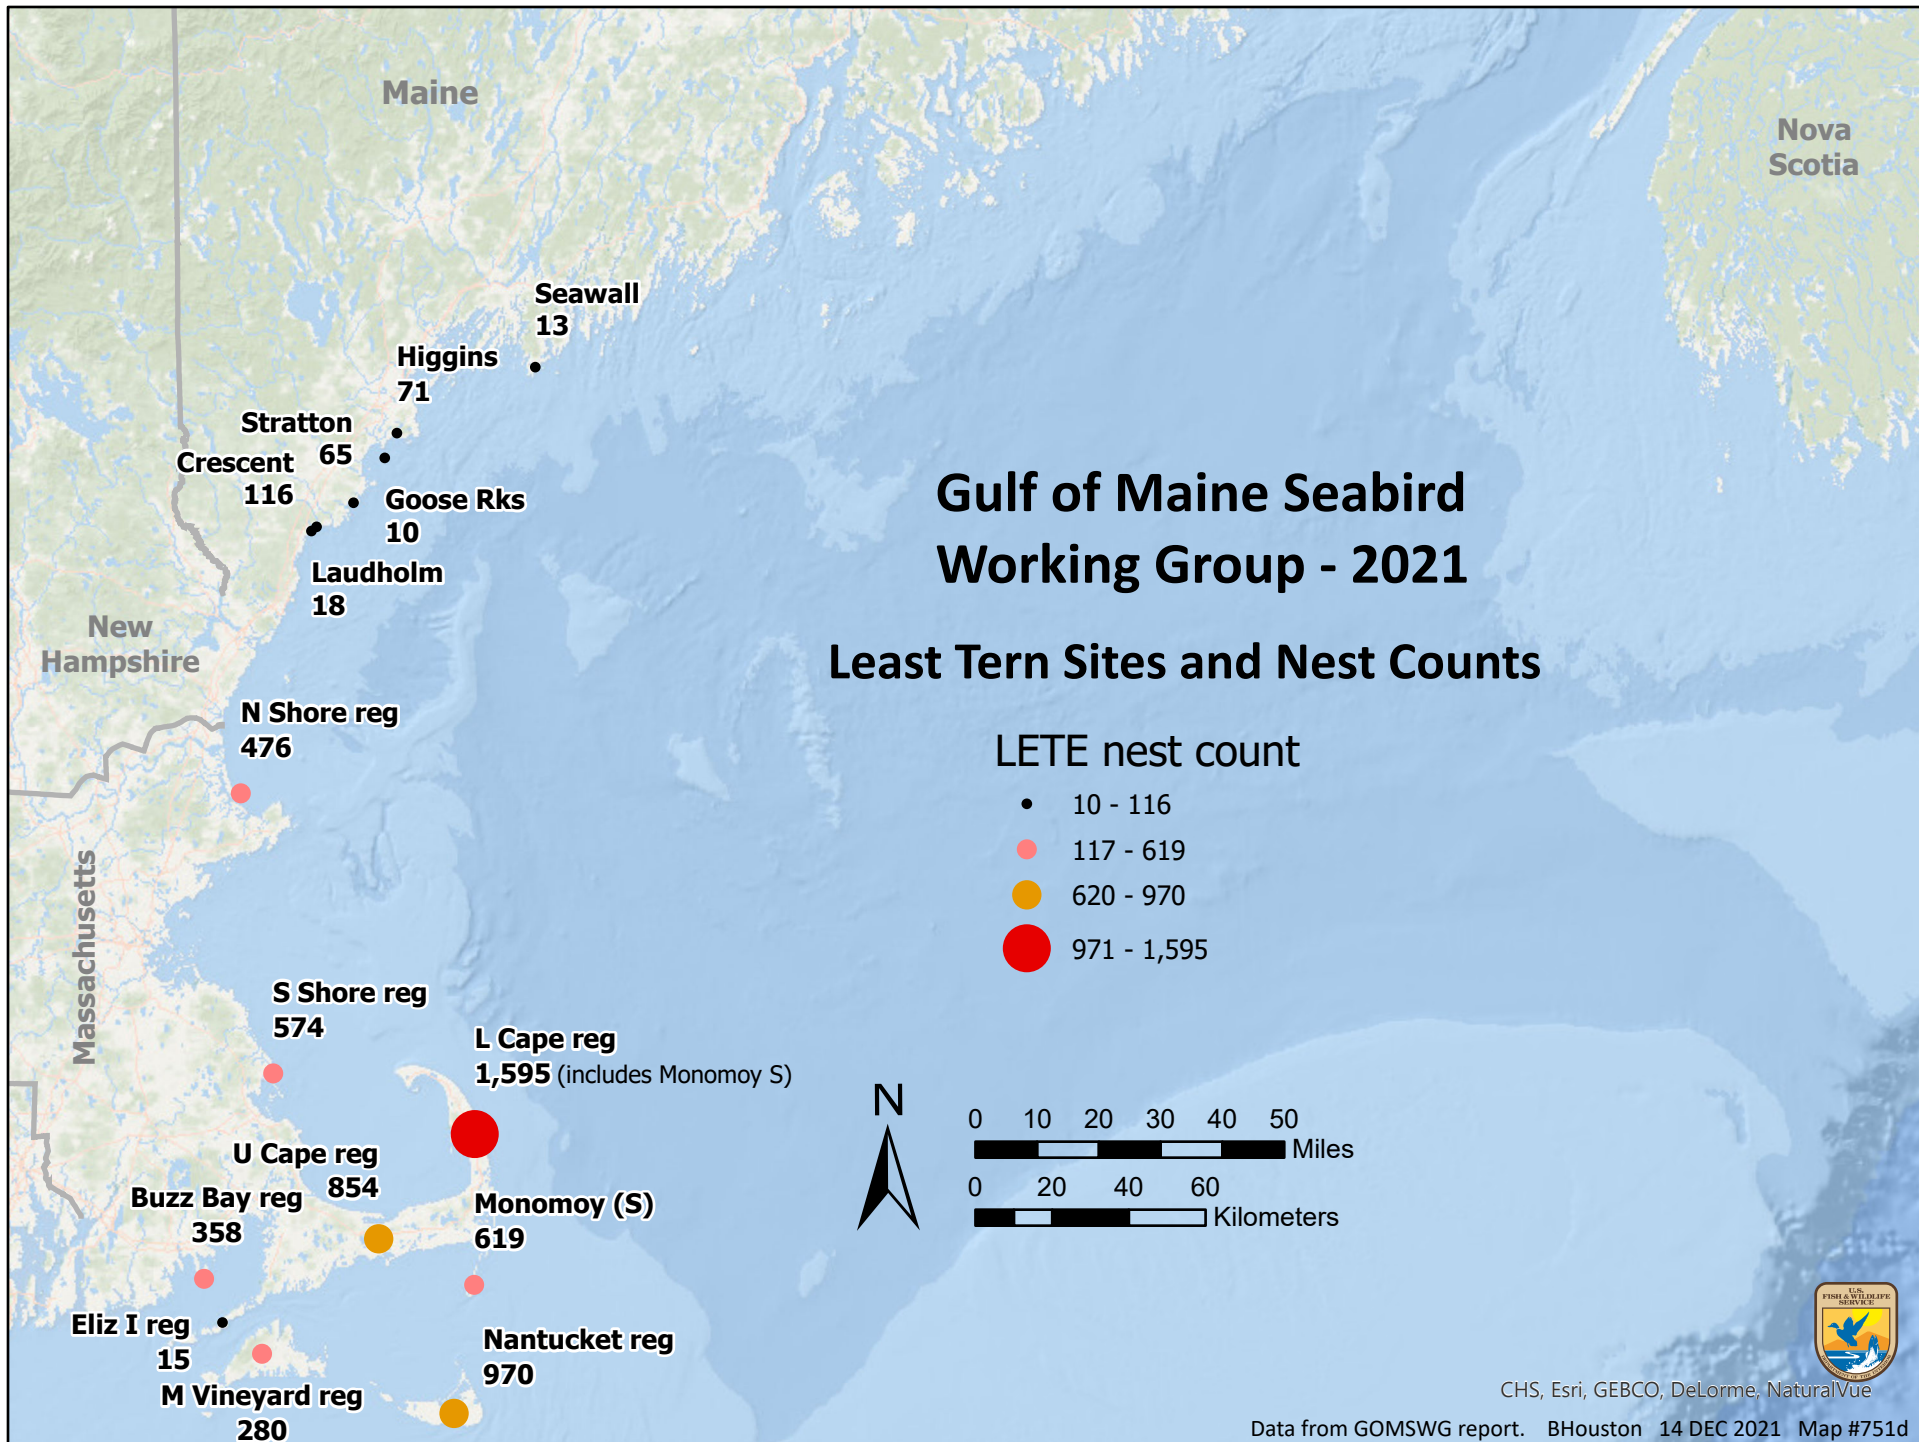 Maine
Nova
Scotia
Seawall
13
Higgins
71
Stratton
65
Crescent
116
Goose Rks
10
Laudholm
18
Gulf of Maine Seabird
Working Group - 2021
Least Tern Sites and Nest Counts
New
Hampshire
N Shore reg
476
LETE nest count
10 - 116
117 - 619
620 - 970
971 - 1,595
Massachusetts
S Shore reg
574
L Cape reg
1,595 (includes Monomoy S)
N
0 10 20 30 40 50
Miles
0 20 40 60
Kilometers
U Cape reg
854
Buzz Bay reg
358
Monomoy (S)
619
Eliz I reg
15
Nantucket reg
970
M Vineyard reg
280
U.S.
FISH & WILDLIFE
SERVICE
CHS, Esri, GEBCO, DeLorme, NaturalVue
Data from GOMSWG report. BHouston 14 DEC 2021 Map #751d